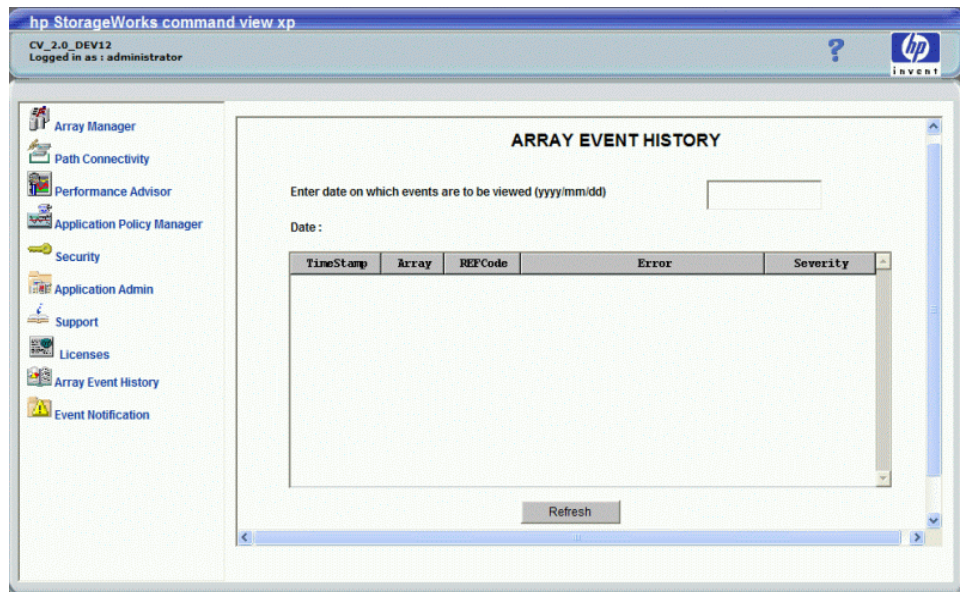 hp StorageWorks command view xp
CV_2.0_DEV12
Logged in as : administrator
?
hp
invent
Array Manager
Path Connectivity
Performance Advisor
Application Policy Manager
Security
Application Admin
Support
Licenses
Array Event History
Event Notification
ARRAY EVENT HISTORY
Enter date on which events are to be viewed (yyyy/mm/dd)
Date :
TimeStamp Array REFCode Error Severity
Refresh